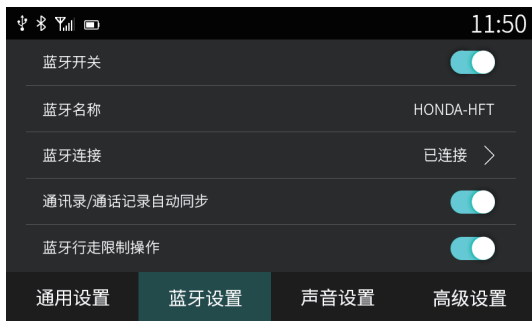 11:50
蓝牙开关
蓝牙名称 HONDA-HFT
蓝牙连接 已连接
通讯录/通话记录自动同步
蓝牙行走限制操作
通用设置 蓝牙设置 声音设置 高级设置